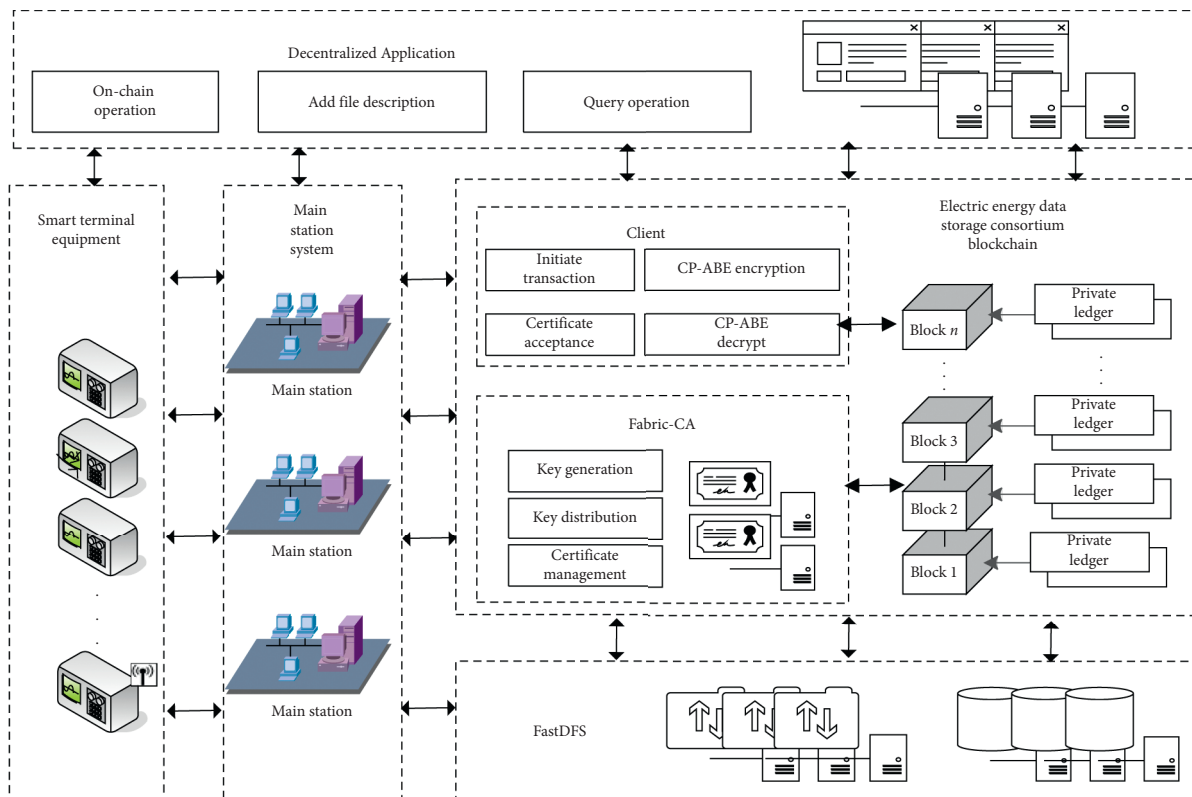 Decentralized Application
On-chain
operation
Add file description
Query operation
Smart terminal
equipment
Main
station
system
Main station
Main station
Main station
Client
Initiate
transaction
CP-ABE encryption
Certificate
acceptance
CP-ABE
decrypt
Fabric-CA
Key generation
Key distribution
Certificate
management
Electric energy data
storage consortium
blockchain
Block n
Private
ledger
Block 3
Private
ledger
Block 2
Private
ledger
Block 1
Private
ledger
FastDFS